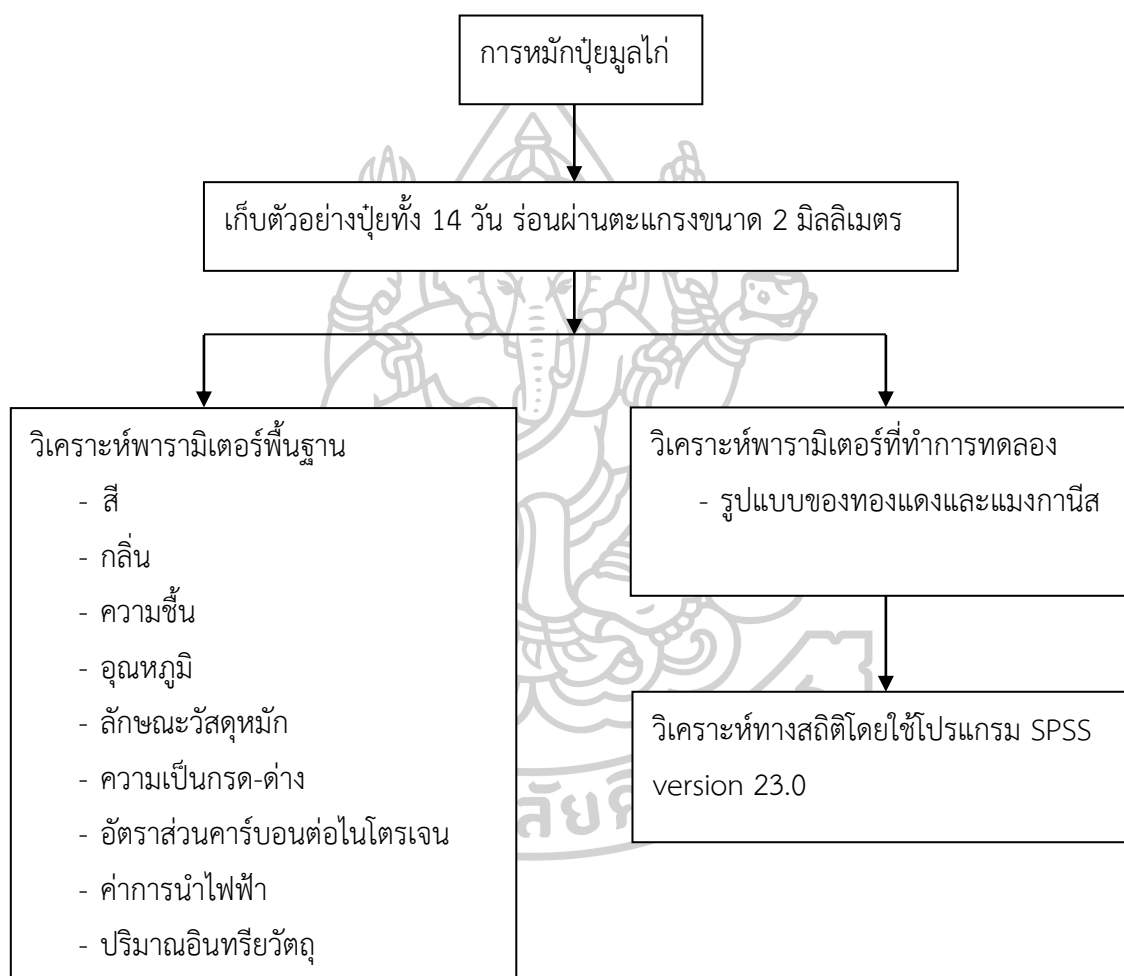 การหมักปุ๋ยมูลไก่
เก็บตัวอย่างปุ๋ยทั้ง 14 วัน ร่อนผ่านตะแกรงขนาด 2 มิลลิเมตร
วิเคราะห์พารามิเตอร์พื้นฐาน
- สี
- กลิ่น
- ความชื้น
- อุณหภูมิ
- ลักษณะวัสดุหมัก
- ความเป็นกรด-ด่าง
- อัตราส่วนคาร์บอนต่อไนโตรเจน
- ค่าการนำไฟฟ้า
- ปริมาณอินทรียวัตถุ
วิเคราะห์พารามิเตอร์ที่ทำการทดลอง
- รูปแบบของทองแดงและแมงกานีส
วิเคราะห์ทางสถิติโดยใช้โปรแกรม SPSS
version 23.0